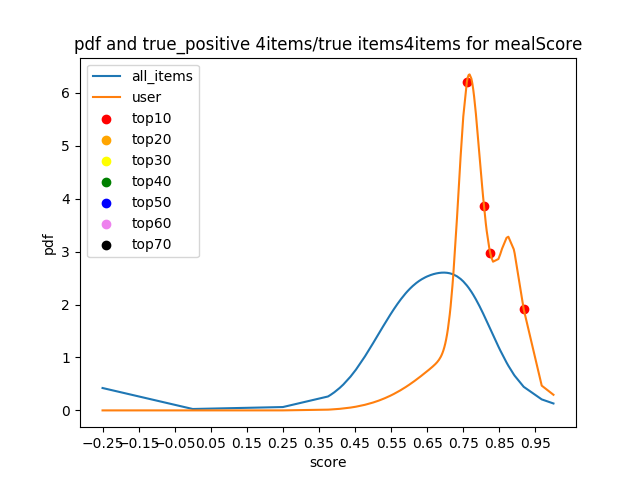 pdf and true_positive 4items/true items4items for mealScore
all_items
user
top10
top20
top30
top40
top50
top60
top70
pdf
6
5
4
3
2
1
0
−0.25 −0.15 −0.05 0.05 0.15 0.25 0.35 0.45 0.55 0.65 0.75 0.85 0.95
score